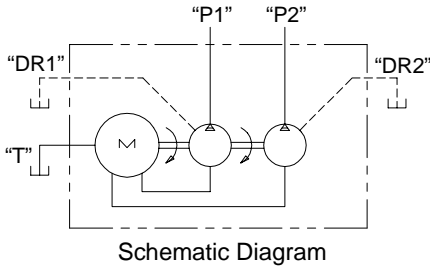 "P1" "P2"
"DR1" "DR2"
M
"T"
Schematic Diagram